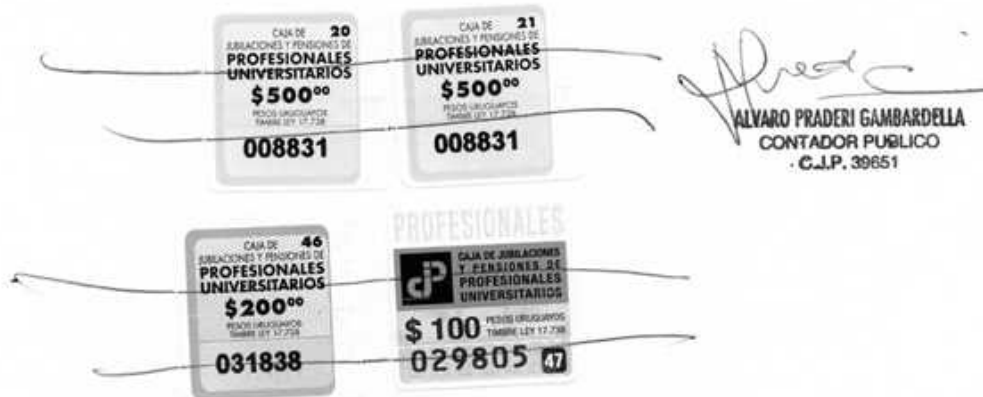 CAJA DE 20
JUBILACIONES Y PENSIONES DE
PROFESIONALES
UNIVERSITARIOS
$500⁰⁰
PESOS URUGUAYOS
TIMBRE LEY 17.738
008831
CAJA DE 21
JUBILACIONES Y PENSIONES DE
PROFESIONALES
UNIVERSITARIOS
$500⁰⁰
PESOS URUGUAYOS
TIMBRE LEY 17.738
008831
ALVARO PRADERI GAMBARDELLA
CONTADOR PUBLICO
C.J.P. 39651
CAJA DE 46
JUBILACIONES Y PENSIONES DE
PROFESIONALES
UNIVERSITARIOS
$200⁰⁰
PESOS URUGUAYOS
TIMBRE LEY 17.738
031838
PROFESIONALES
CAJA DE JUBILACIONES
Y PENSIONES DE
PROFESIONALES
UNIVERSITARIOS
$ 100 PESOS URUGUAYOS
TIMBRE LEY 17.738
029805 47